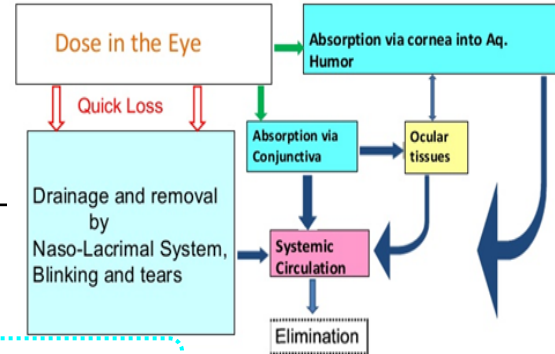 Dose in the Eye
Absorption via cornea into Aq.
Humor
Quick Loss
Absorption via
Conjunctiva
Ocular
tissues
Drainage and removal
by
Naso-Lacrimal System,
Blinking and tears
Systemic
Circulation
Elimination